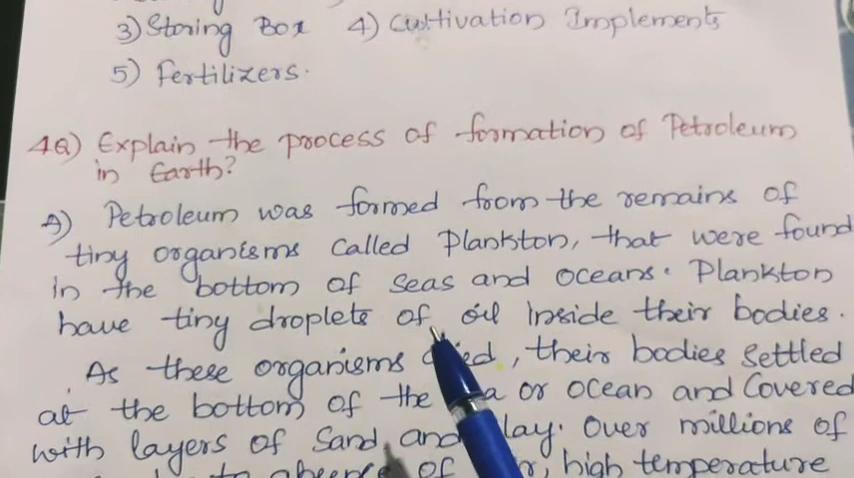 3) Storing Box 4) Cultivation Implements
5) Fertilizers.
4Q) Explain the process of formation of Petroleum
in Earth?
A) Petroleum was formed from the remains of
tiny organisms called Plankton, that were found
in the bottom of seas and oceans. Plankton
have tiny droplets of oil inside their bodies.
As these organisms died, their bodies settled
at the bottom of the or ocean and Covered
with layers of Sand and Over millions of
to absence of high temperature